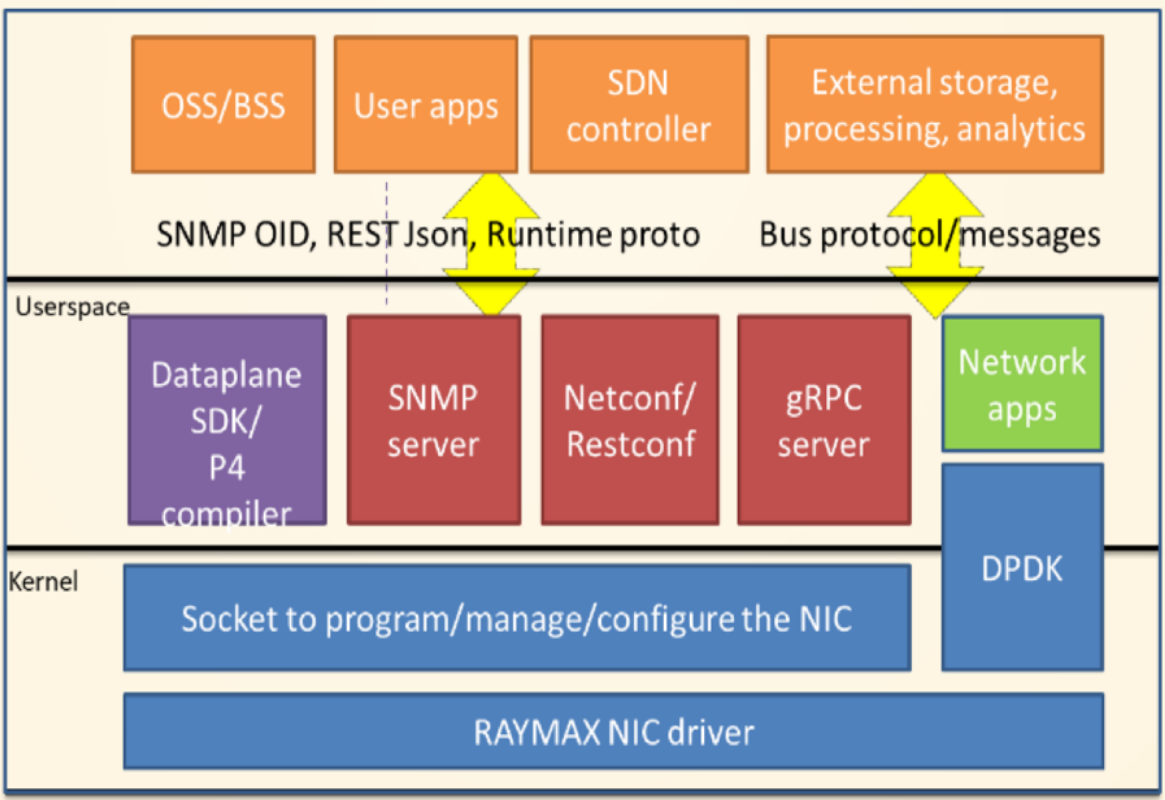 OSS/BSS
User apps
SDN
controller
External storage,
processing, analytics
SNMP OID, REST Json, Runtime proto
Bus protocol/messages
Userspace
Dataplane
SDK/
P4
compiler
SNMP
server
Netconf/
Restconf
gRPC
server
Network
apps
DPDK
Kernel
Socket to program/manage/configure the NIC
RAYMAX NIC driver